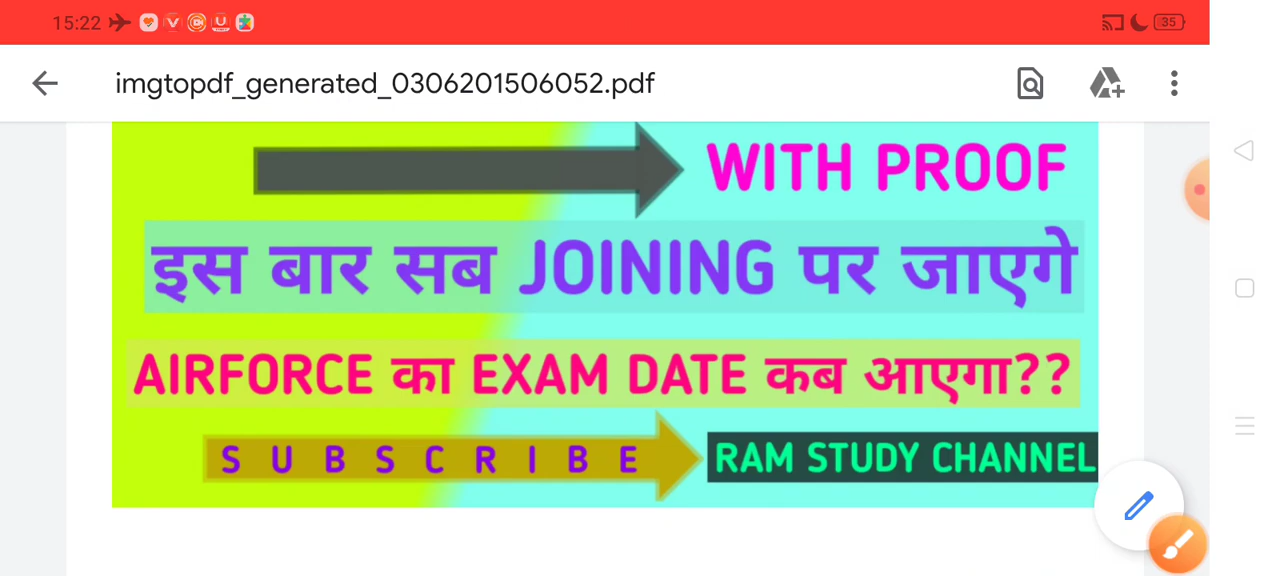 15:22
35
imgtopdf_generated_0306201506052.pdf
WITH PROOF
इस बार सब JOINING पर जाएगे
AIRFORCE का EXAM DATE कब आएगा??
S U B S C R I B E RAM STUDY CHANNEL